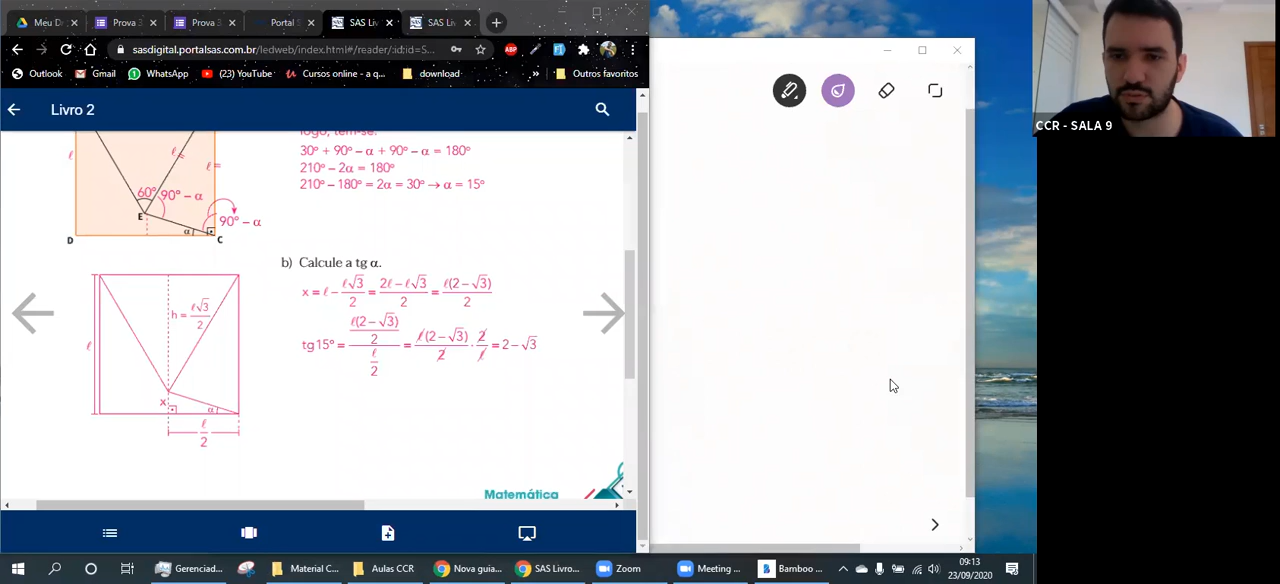 Meu D
Prova 3
Prova 3
Portal S
SAS Livr
SAS Liv
sasdigital.portalsas.com.br/ledweb/index.html#/reader/:id:id=S...
Outlook
Gmail
WhatsApp
(23) YouTube
Cursos online - a q...
download
»
Outros favoritos
ABP
Livro 2
logo, tem-se:
30° + 90° – α + 90° – α = 180°
210° – 2α = 180°
210° – 180° = 2α = 30° → α = 15°
ℓ
ℓ
ℓ
60°
90° – α
E
90° – α
α
D
C
b) Calcule a tg α.
x = ℓ – ℓ√3/2 = 2ℓ – ℓ√3/2 = ℓ(2 – √3)/2
tg 15° = ℓ(2 – √3)/2 / ℓ/2 = ℓ(2 – √3)/2 · 2/ℓ = 2 – √3
h = ℓ√3/2
ℓ
x
α
ℓ/2
Matemática
CCR - SALA 9
Gerenciad...
Material C...
Aulas CCR
Nova guia...
SAS Livro...
Zoom
Meeting ...
Bamboo ...
09:13
23/09/2020